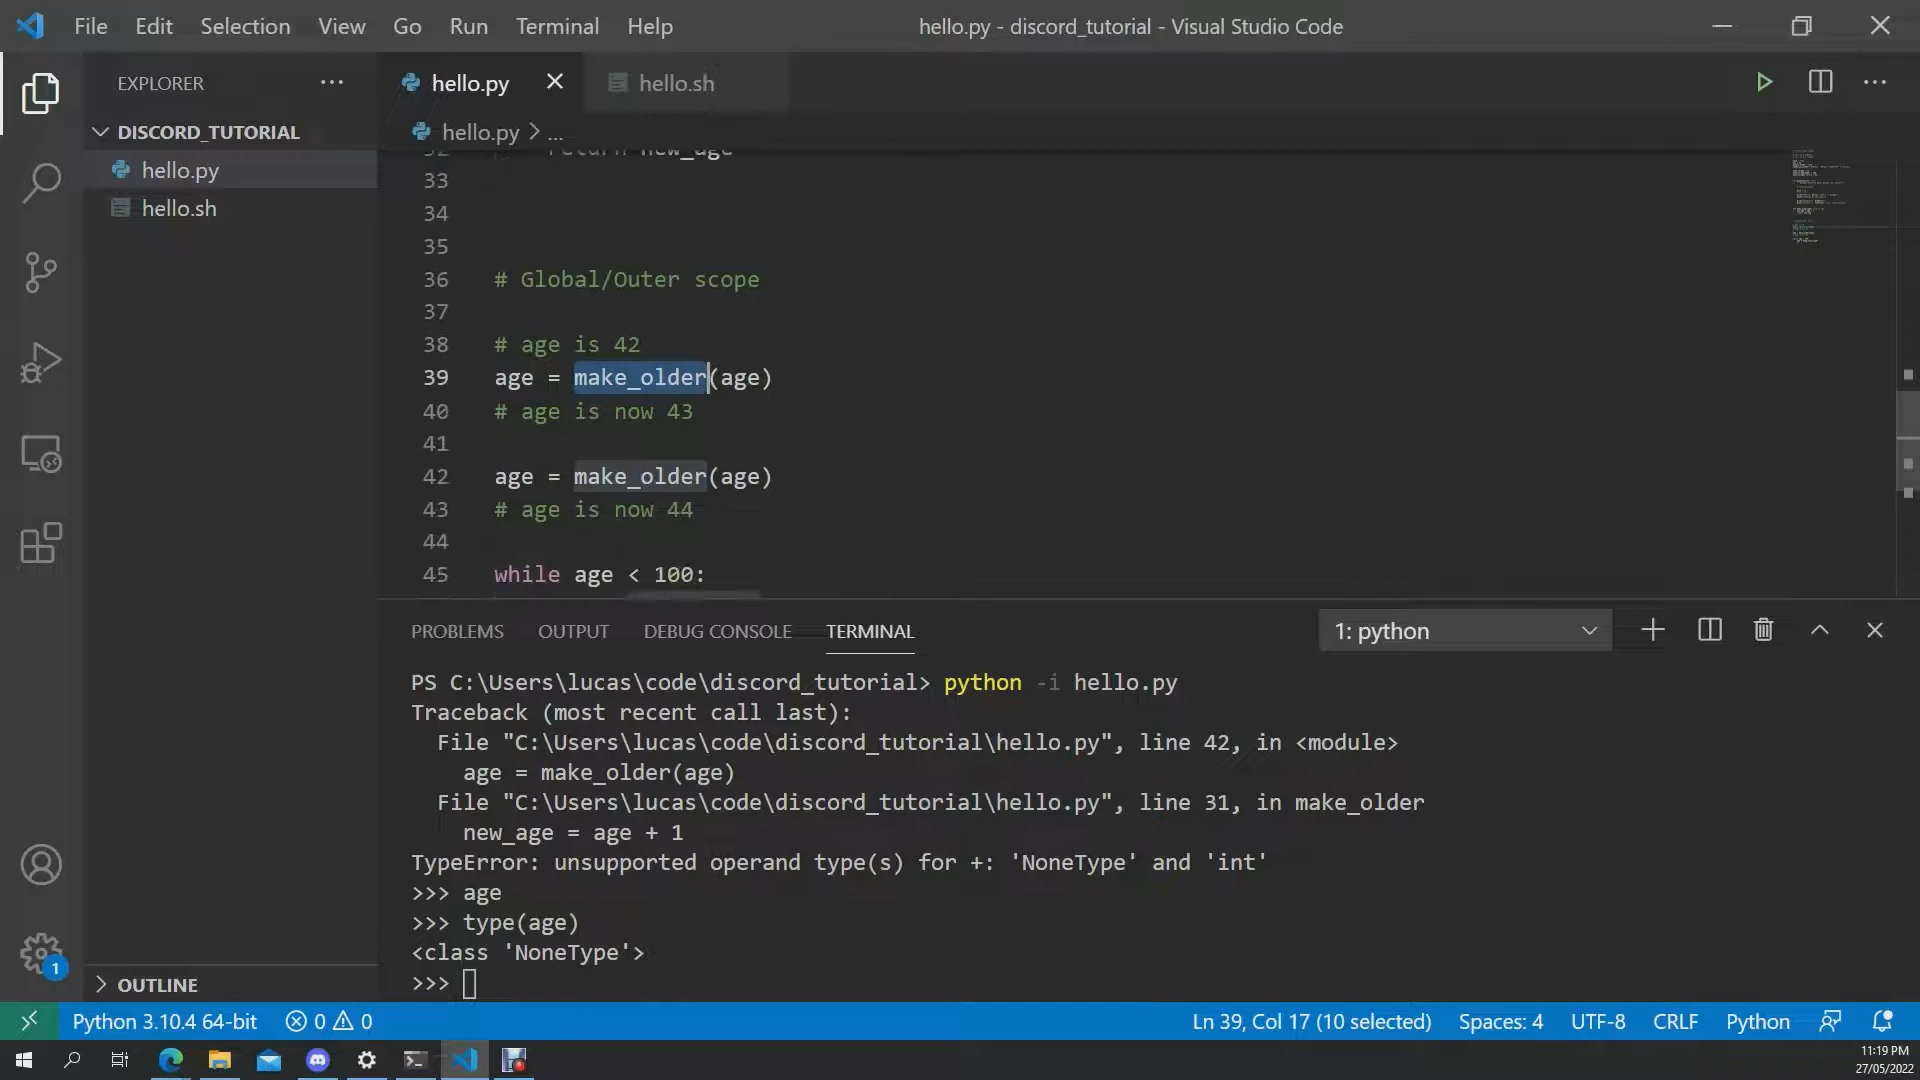 File Edit Selection View Go Run Terminal Help
hello.py - discord_tutorial - Visual Studio Code
EXPLORER
DISCORD_TUTORIAL
hello.py
hello.sh
OUTLINE
hello.py
hello.sh
hello.py > ...
32 return new_age
33
34
35
36 # Global/Outer scope
37
38 # age is 42
39 age = make_older(age)
40 # age is now 43
41
42 age = make_older(age)
43 # age is now 44
44
45 while age < 100:
PROBLEMS OUTPUT DEBUG CONSOLE TERMINAL
1: python
PS C:\Users\lucas\code\discord_tutorial> python -i hello.py
Traceback (most recent call last):
File "C:\Users\lucas\code\discord_tutorial\hello.py", line 42, in <module>
age = make_older(age)
File "C:\Users\lucas\code\discord_tutorial\hello.py", line 31, in make_older
new_age = age + 1
TypeError: unsupported operand type(s) for +: 'NoneType' and 'int'
>>> age
>>> type(age)
<class 'NoneType'>
>>>
1
Python 3.10.4 64-bit 0 0
Ln 39, Col 17 (10 selected) Spaces: 4 UTF-8 CRLF Python
11:19 PM
27/05/2022